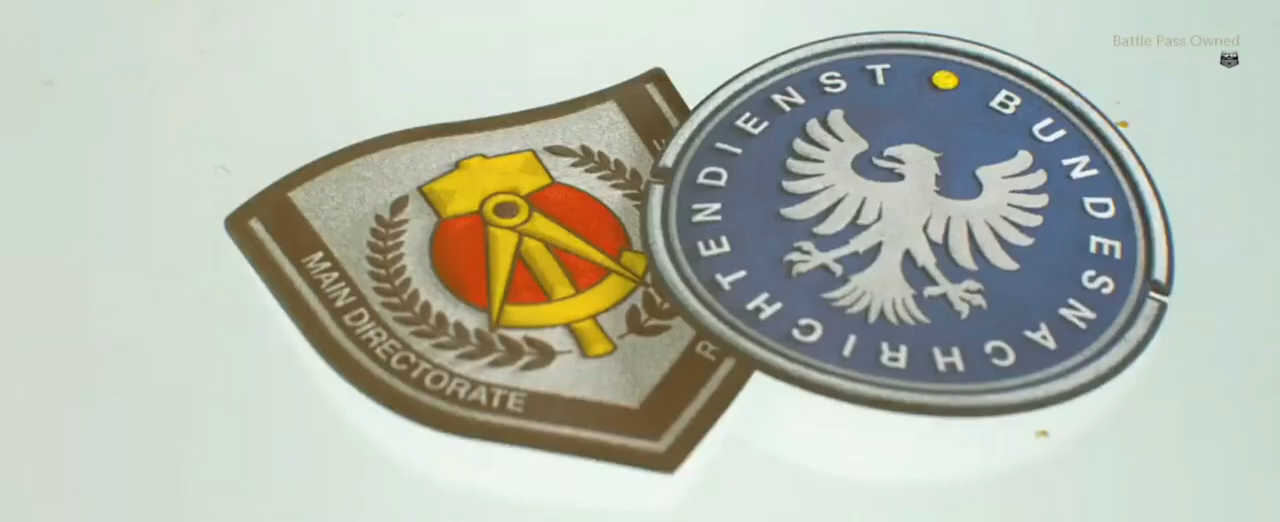 Battle Pass Owned
BUNDESNACHRICHTENDIENST
MAIN DIRECTORATE